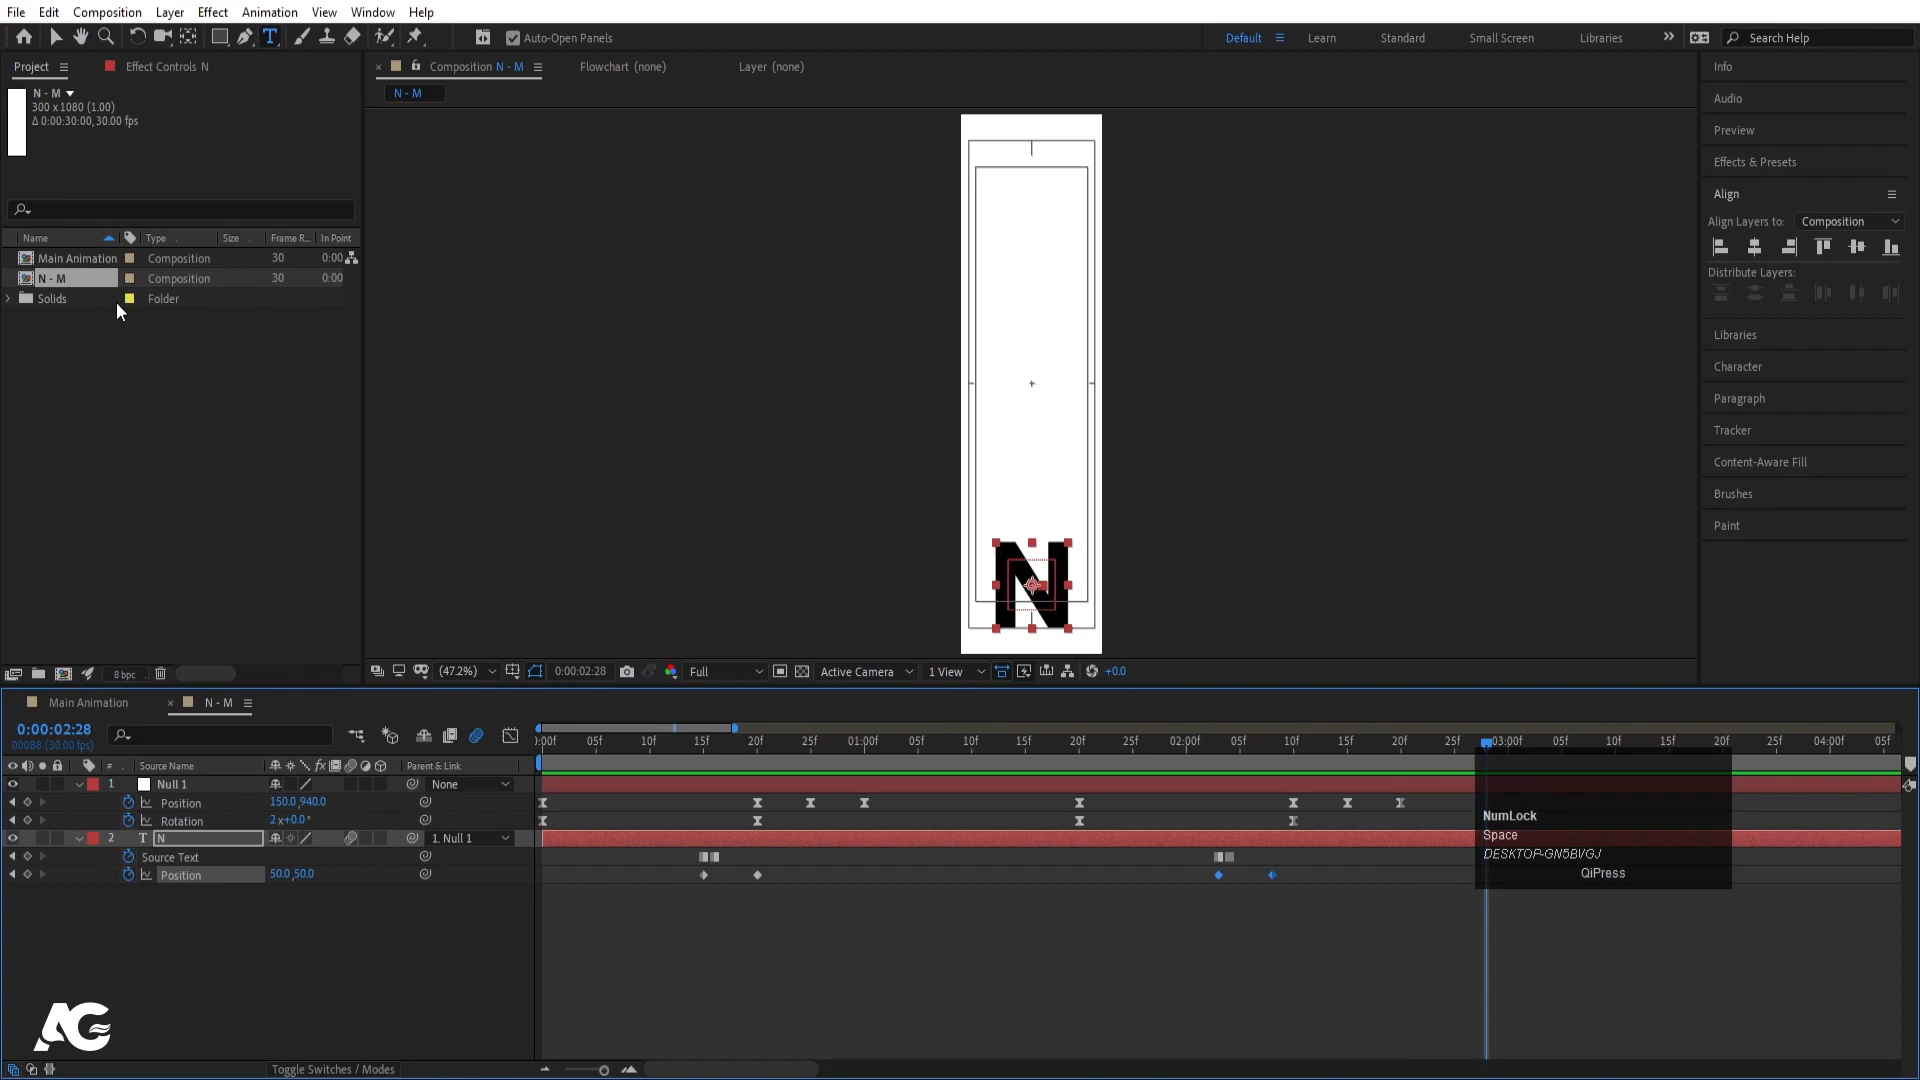 File Edit Composition Layer Effect Animation View Window Help
Auto-Open Panels Default Learn Standard Small Screen Libraries Search Help
Project Effect Controls N
Composition N - M Flowchart (none) Layer (none)
N - M
N - M
300 x 1080 (1.00)
Δ 0:00:30:00, 30.00 fps
Name Type Size Frame R... In Point
Main Animation Composition 30 0:00
N - M Composition 30 0:00
Solids Folder
N
Info
Audio
Preview
Effects & Presets
Align
Align Layers to: Composition
Distribute Layers:
Libraries
Character
Paragraph
Tracker
Content-Aware Fill
Brushes
Paint
8 bpc
(47.2%) 0:00:02:28 Full Active Camera 1 View +0.0
Main Animation N - M
0:00:02:28
00088 (30.00 fps)
:00f 05f 10f 15f 20f 25f 01:00f 05f 10f 15f 20f 25f 02:00f 05f 10f 15f 20f 25f 03:00f 05f 10f 15f 20f 25f 04:00f 05f
# Source Name fx Parent & Link
1 Null 1 None
Position 150.0,940.0
Rotation 2x+0.0°
2 T N 1. Null 1
Source Text
Position 50.0,50.0
NumLock
Space
DESKTOP-GN5BVGJ
QiPress
AG
Toggle Switches / Modes